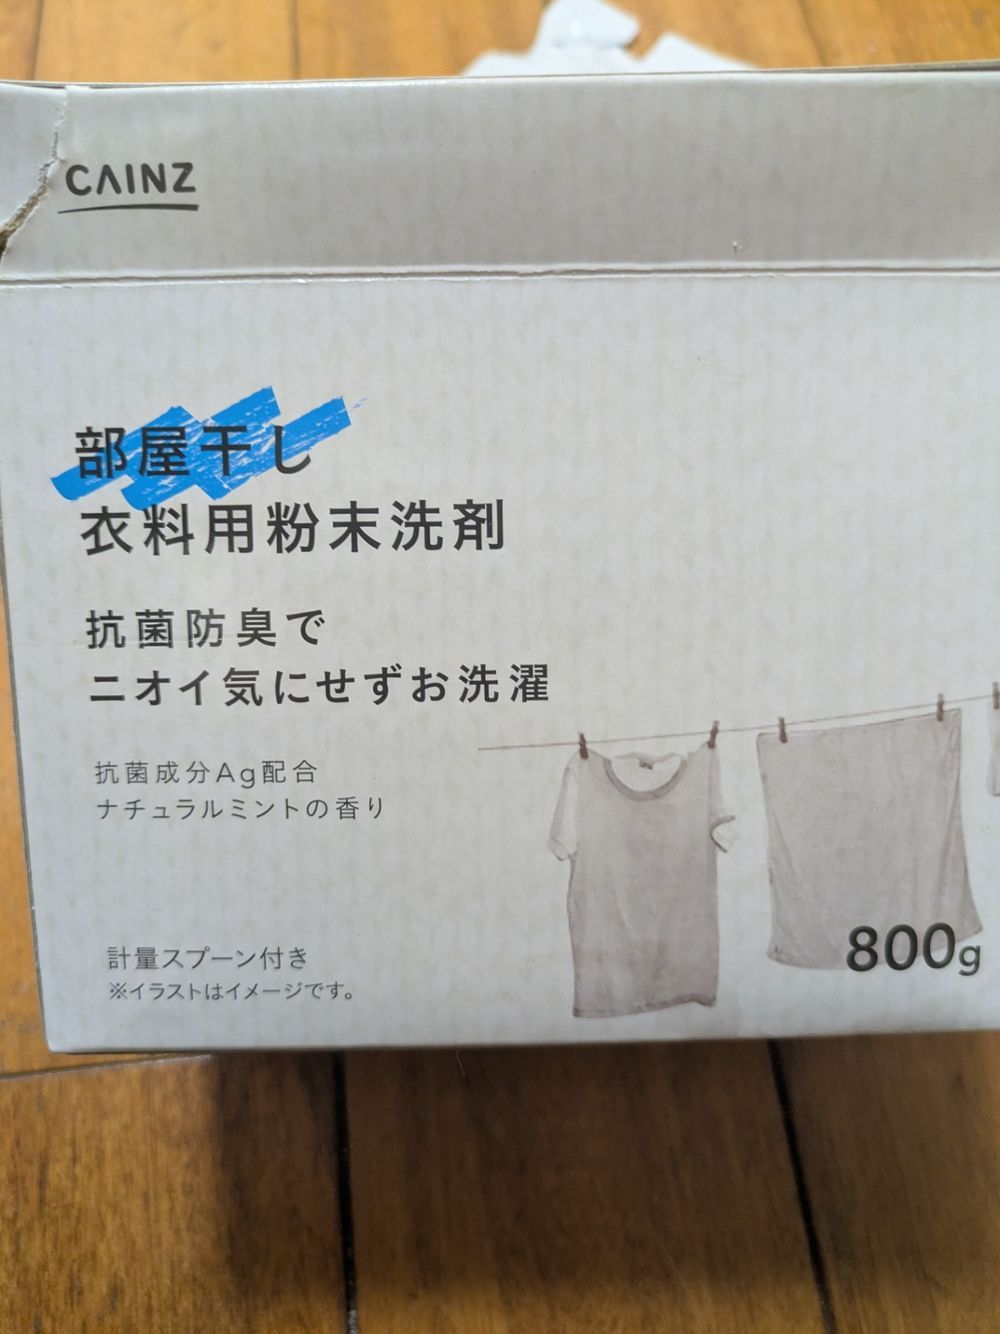 CAINZ
部屋干し
衣料用粉末洗剤
抗菌防臭で
ニオイ気にせずお洗濯
抗菌成分Ag配合
ナチュラルミントの香り
計量スプーン付き
※イラストはイメージです。
800g